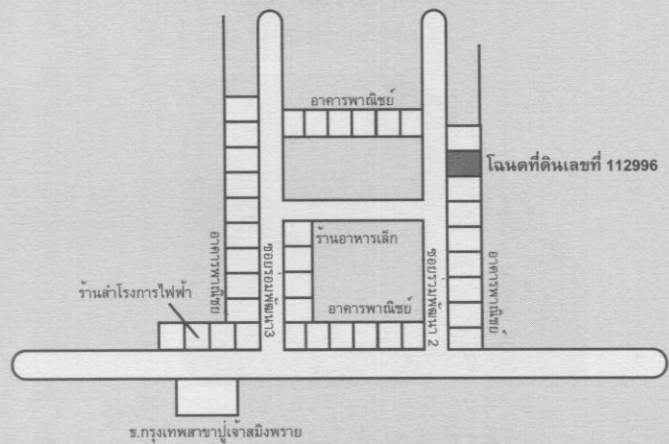 อาคารพาณิชย์
โฉนดที่ดินเลขที่ 112996
ร้านอาหารเล็ก
อาคารพาณิชย์
ซอยร่วมพัฒนา3
ซอยร่วมพัฒนา 2
อาคารพาณิชย์
ร้านสำโรงการไฟฟ้า
อาคารพาณิชย์
ธ.กรุงเทพสาขาปู่เจ้าสมิงพราย